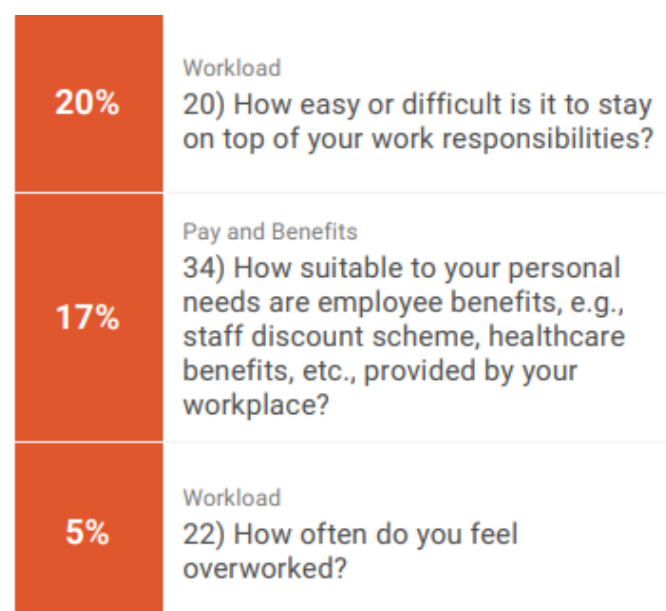 20%
Workload
20) How easy or difficult is it to stay
on top of your work responsibilities?
17%
Pay and Benefits
34) How suitable to your personal
needs are employee benefits, e.g.,
staff discount scheme, healthcare
benefits, etc., provided by your
workplace?
5%
Workload
22) How often do you feel
overworked?